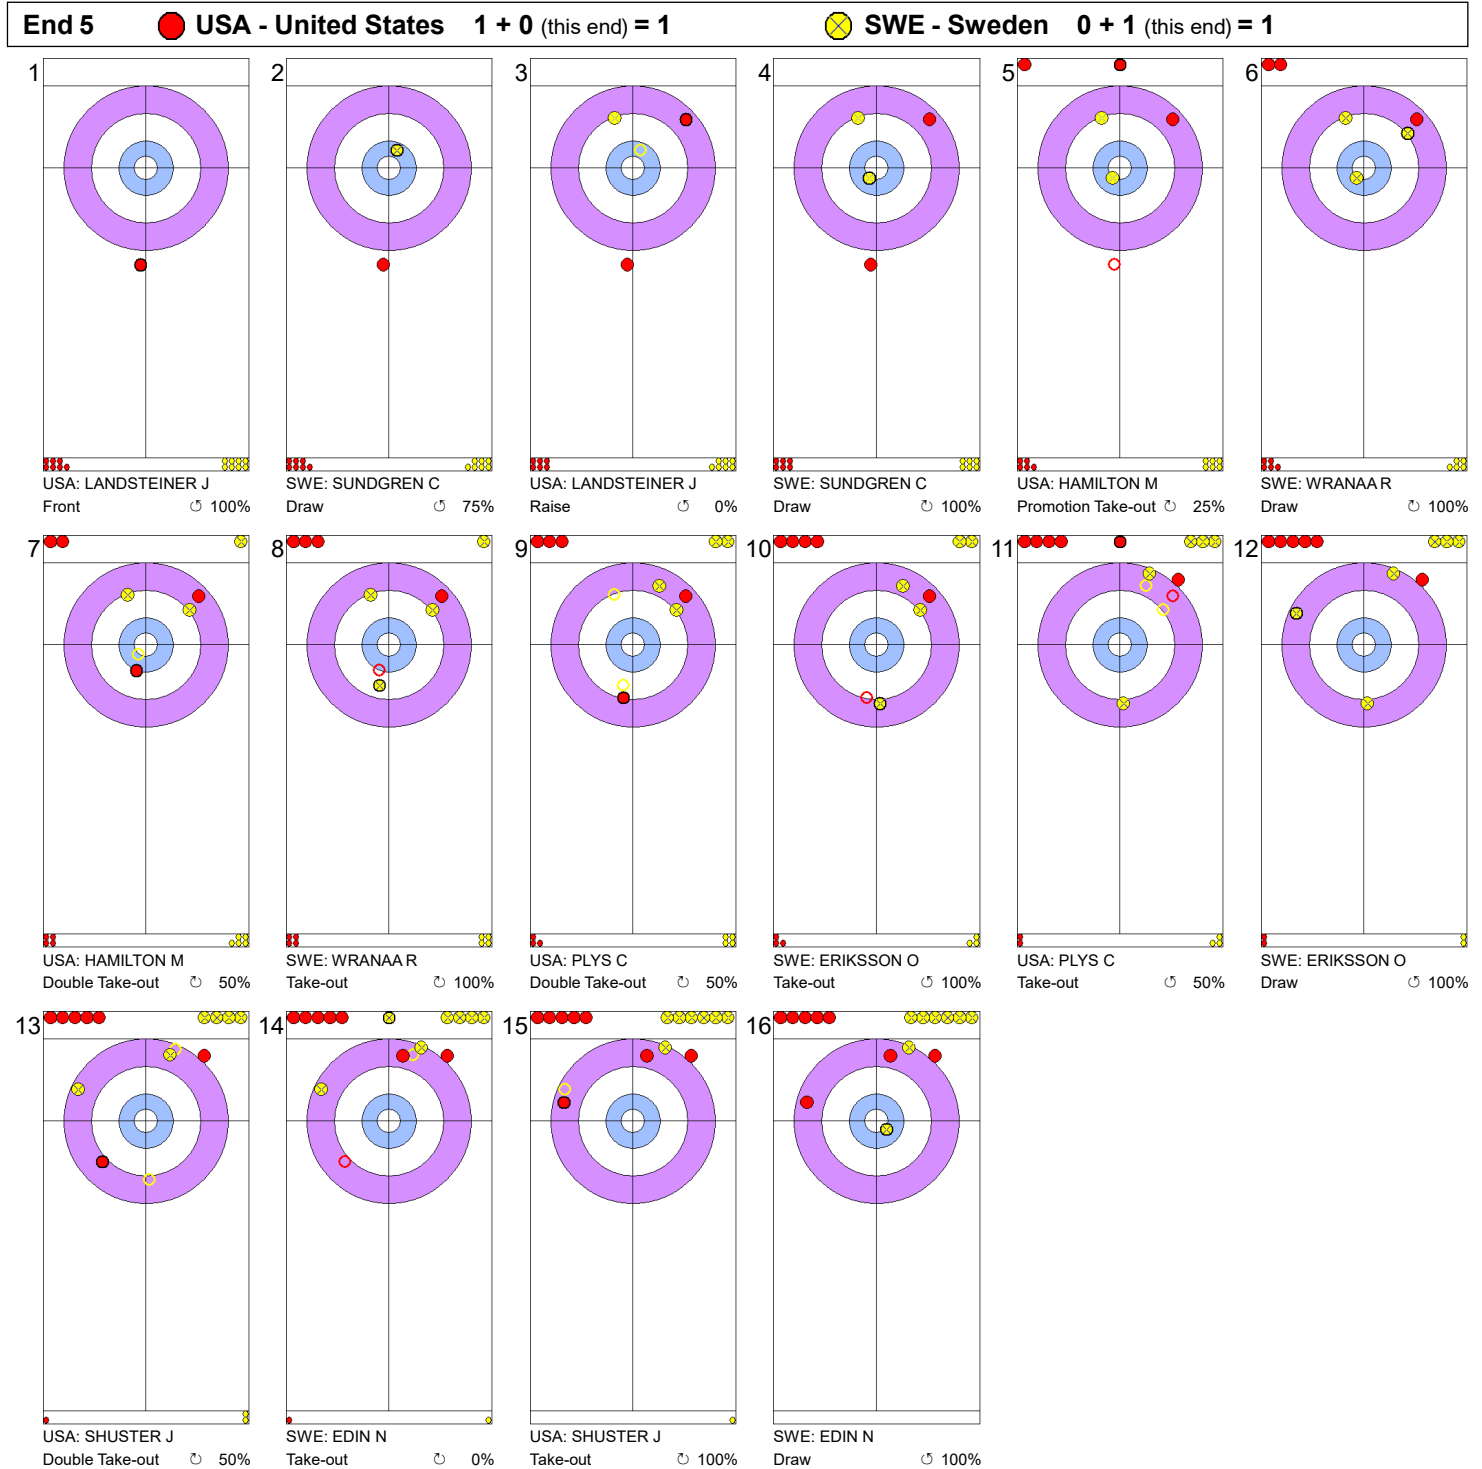 End 5 USA - United States 1 + 0 (this end) = 1 SWE - Sweden 0 + 1 (this end) = 1
1 2 3 4 5 6
USA: LANDSTEINER J SWE: SUNDGREN C USA: LANDSTEINER J SWE: SUNDGREN C USA: HAMILTON M SWE: WRANAA R
Front ↺ 100% Draw ↺ 75% Raise ↺ 0% Draw ↻ 100% Promotion Take-out ↻ 25% Draw ↻ 100%
7 8 9 10 11 12
USA: HAMILTON M SWE: WRANAA R USA: PLYS C SWE: ERIKSSON O USA: PLYS C SWE: ERIKSSON O
Double Take-out ↻ 50% Take-out ↻ 100% Double Take-out ↻ 50% Take-out ↻ 100% Take-out ↺ 50% Draw ↻ 100%
13 14 15 16
USA: SHUSTER J SWE: EDIN N USA: SHUSTER J SWE: EDIN N
Double Take-out ↻ 50% Take-out ↻ 0% Take-out ↻ 100% Draw ↻ 100%